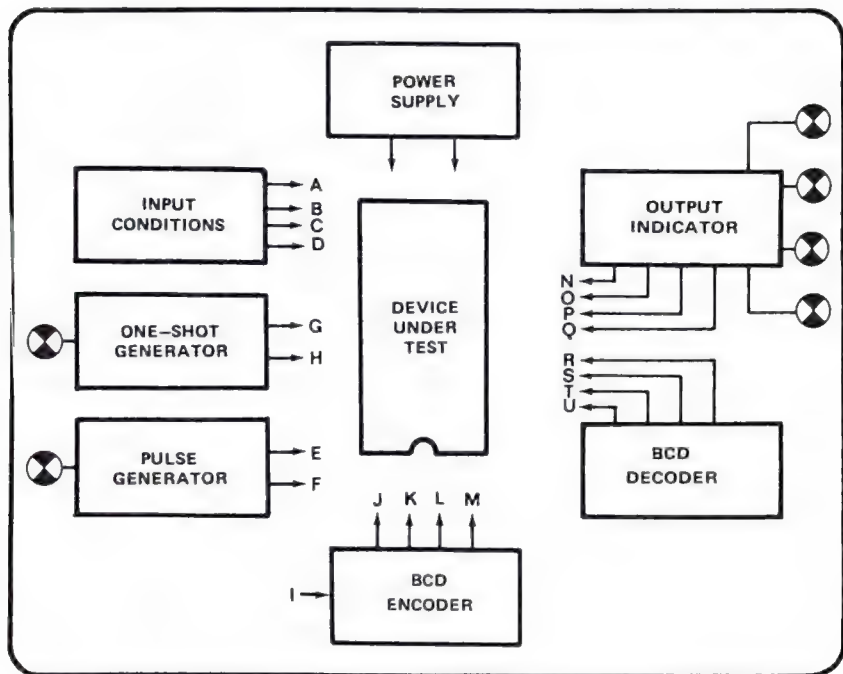 POWER
SUPPLY
INPUT
CONDITIONS
A
B
C
D
ONE–SHOT
GENERATOR
G
H
PULSE
GENERATOR
E
F
DEVICE
UNDER
TEST
OUTPUT
INDICATOR
N
O
P
Q
R
S
T
U
BCD
DECODER
J K L M
I
BCD
ENCODER